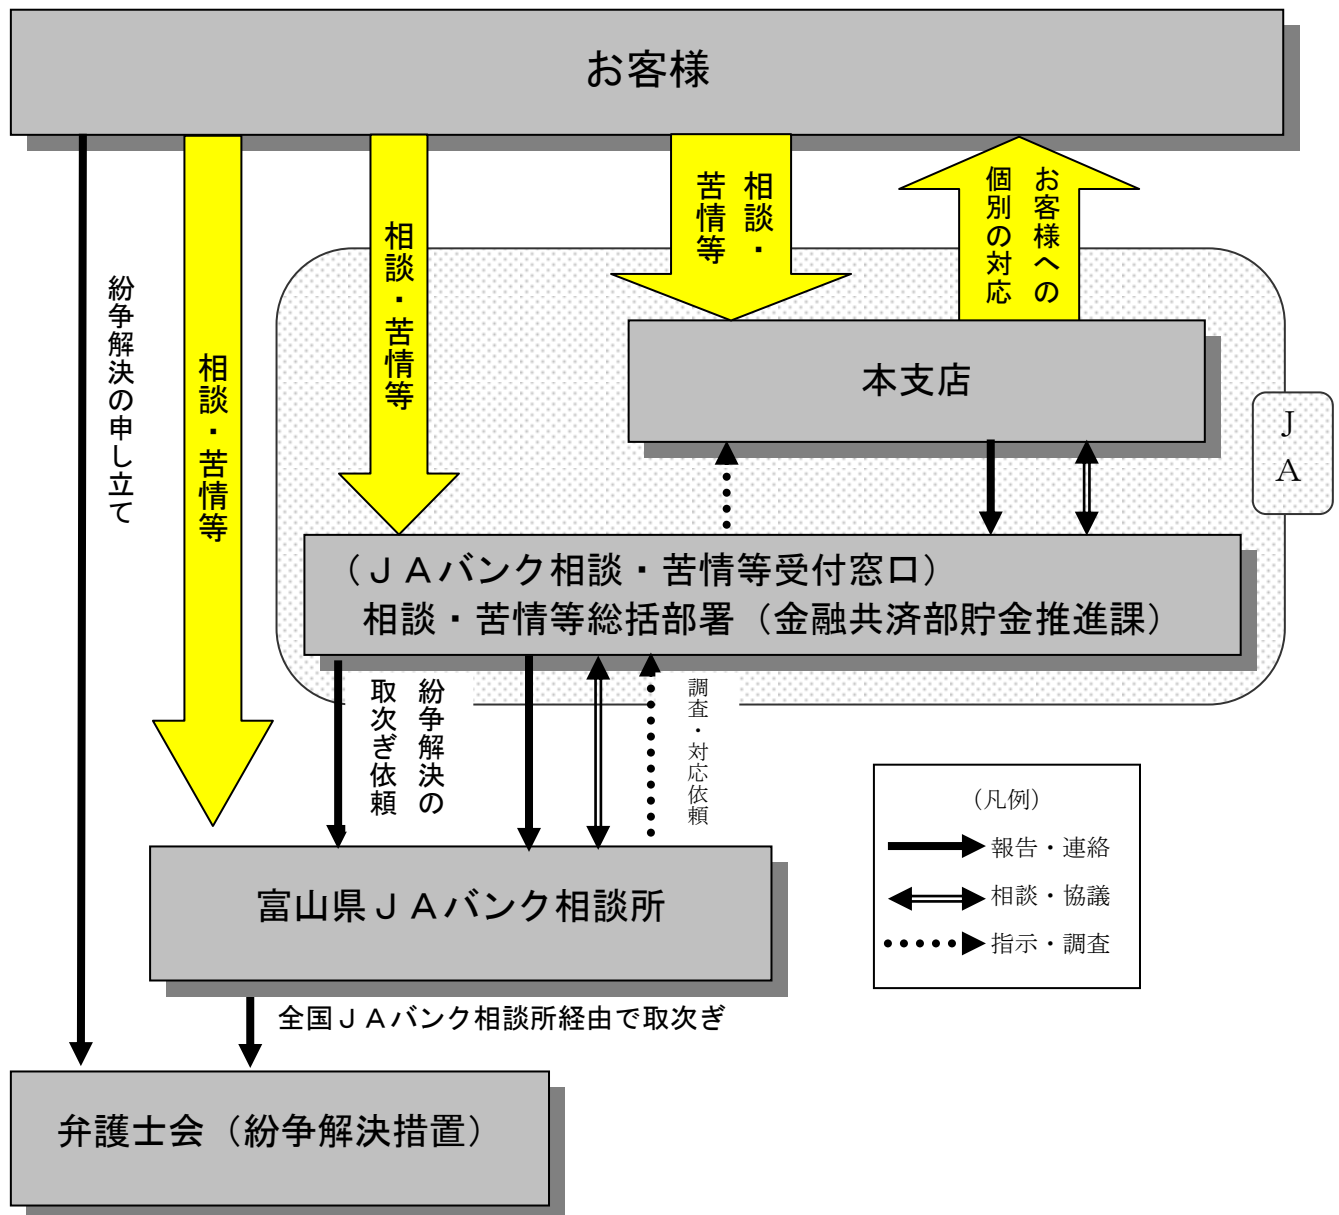 お客様
紛争解決の申し立て
相談・苦情等
相談・苦情等
相談・
苦情等
お客様への
個別の対応
本支店
J
A
（ＪＡバンク相談・苦情等受付窓口）
相談・苦情等総括部署（金融共済部貯金推進課）
紛争解決の
取次ぎ依頼
調査・対応依頼
（凡例）
報告・連絡
相談・協議
指示・調査
富山県ＪＡバンク相談所
全国ＪＡバンク相談所経由で取次ぎ
弁護士会（紛争解決措置）